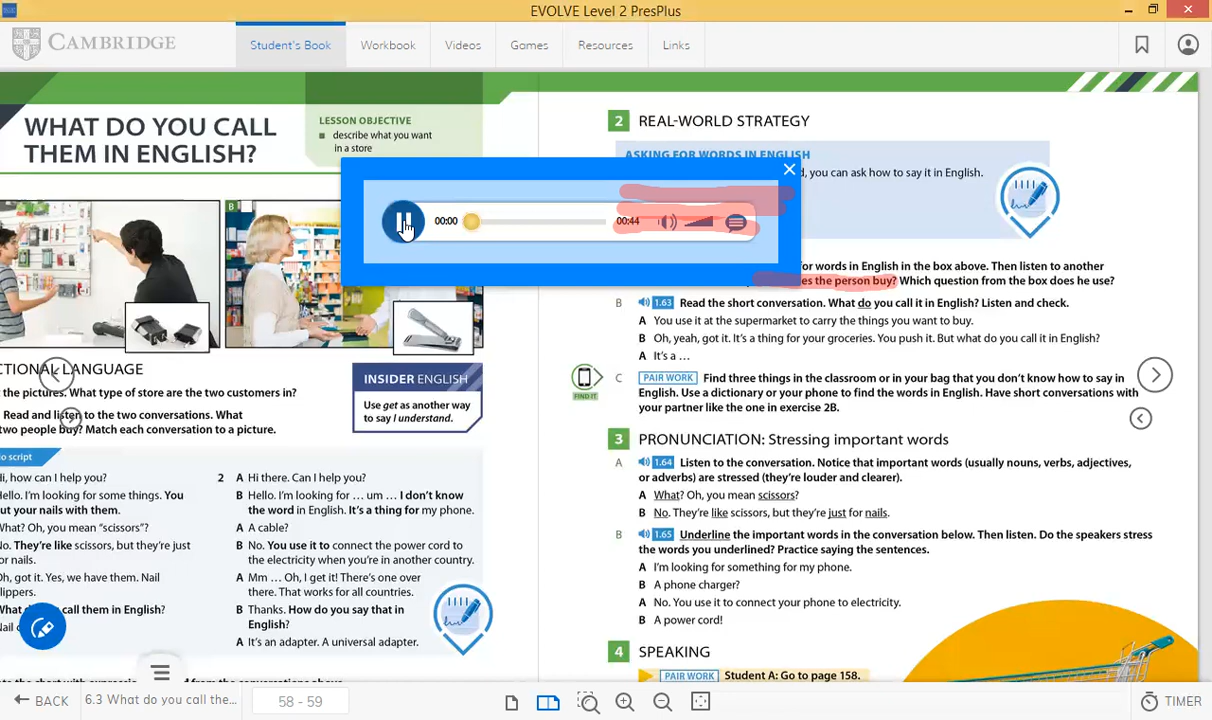 EVOLVE Level 2 PresPlus
CAMBRIDGE
Student's Book
Workbook
Videos
Games
Resources
Links
WHAT DO YOU CALL
THEM IN ENGLISH?
LESSON OBJECTIVE
describe what you want
in a store
B
CTIONAL LANGUAGE
the pictures. What type of store are the two customers in?
Read and listen to the two conversations. What
two people buy? Match each conversation to a picture.
INSIDER ENGLISH
Use get as another way
to say I understand.
o script
Hi, how can I help you?
Hello. I'm looking for some things. You
ut your nails with them.
What? Oh, you mean "scissors"?
No. They're like scissors, but they're just
or nails.
Oh, got it. Yes, we have them. Nail
lippers.
What do call them in English?
Nail c
2 A Hi there. Can I help you?
B Hello. I'm looking for … um … I don't know
the word in English. It's a thing for my phone.
A A cable?
B No. You use it to connect the power cord to
the electricity when you're in another country.
A Mm … Oh, I get it! There's one over
there. That works for all countries.
B Thanks. How do you say that in
English?
A It's an adapter. A universal adapter.
00:00
00:44
2 REAL-WORLD STRATEGY
ASKING FOR WORDS IN ENGLISH
d, you can ask how to say it in English.
for words in English in the box above. Then listen to another
es the person buy? Which question from the box does he use?
B 1.63 Read the short conversation. What do you call it in English? Listen and check.
A You use it at the supermarket to carry the things you want to buy.
B Oh, yeah, got it. It's a thing for your groceries. You push it. But what do you call it in English?
A It's a …
FIND IT
C PAIR WORK Find three things in the classroom or in your bag that you don't know how to say in
English. Use a dictionary or your phone to find the words in English. Have short conversations with
your partner like the one in exercise 2B.
3 PRONUNCIATION: Stressing important words
A 1.64 Listen to the conversation. Notice that important words (usually nouns, verbs, adjectives,
or adverbs) are stressed (they're louder and clearer).
A What? Oh, you mean scissors?
B No. They're like scissors, but they're just for nails.
B 1.65 Underline the important words in the conversation below. Then listen. Do the speakers stress
the words you underlined? Practice saying the sentences.
A I'm looking for something for my phone.
B A phone charger?
A No. You use it to connect your phone to electricity.
B A power cord!
4 SPEAKING
PAIR WORK Student A: Go to page 158.
BACK
6.3 What do you call the...
58 - 59
TIMER